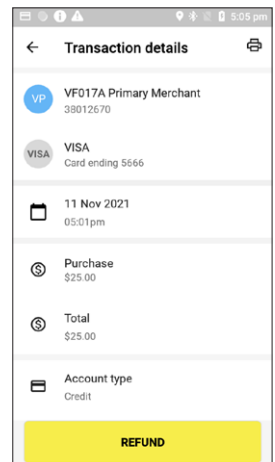 5:05 pm
Transaction details
VP
VF017A Primary Merchant
38012670
VISA
VISA
Card ending 5666
11 Nov 2021
05:01pm
Purchase
$25.00
Total
$25.00
Account type
Credit
REFUND